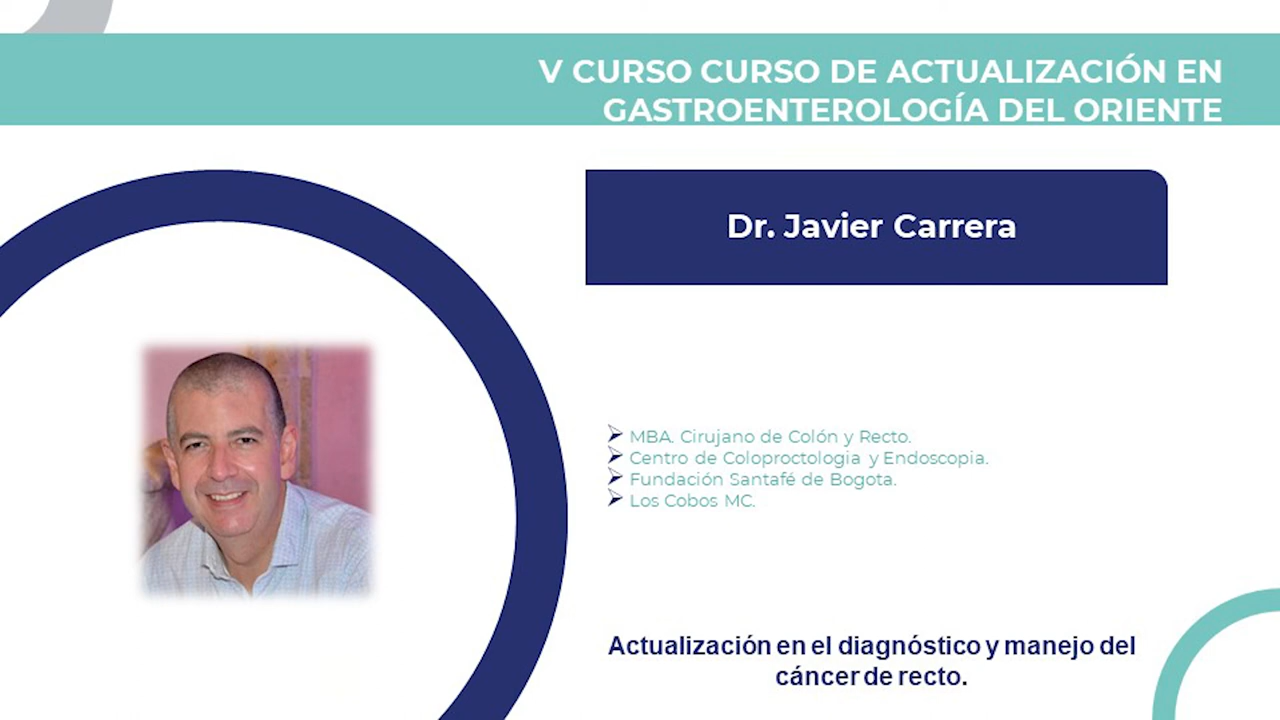 V CURSO CURSO DE ACTUALIZACIÓN EN
GASTROENTEROLOGÍA DEL ORIENTE
Dr. Javier Carrera
MBA. Cirujano de Colón y Recto.
Centro de Coloproctologia y Endoscopia.
Fundación Santafé de Bogota.
Los Cobos MC.
Actualización en el diagnóstico y manejo del
cáncer de recto.